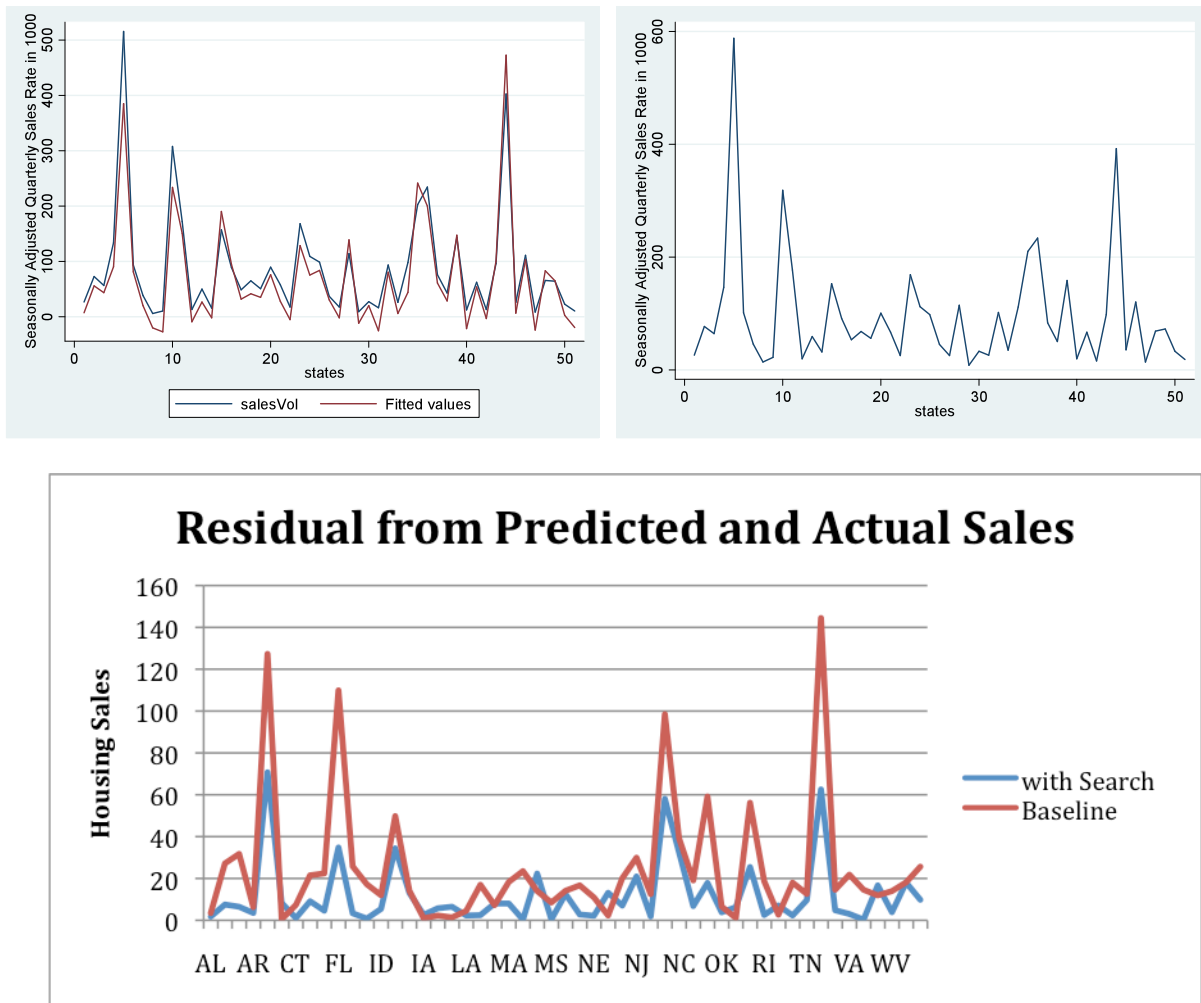 Seasonally Adjusted Quarterly Sales Rate in 1000
500
400
300
200
100
0
0 10 20 30 40 50
states
salesVol Fitted values
Seasonally Adjusted Quarterly Sales Rate in 1000
600
400
200
0
0 10 20 30 40 50
states
Residual from Predicted and Actual Sales
Housing Sales
160
140
120
100
80
60
40
20
0
AL AR CT FL ID IA LA MA MS NE NJ NC OK RI TN VA WV
with Search
Baseline